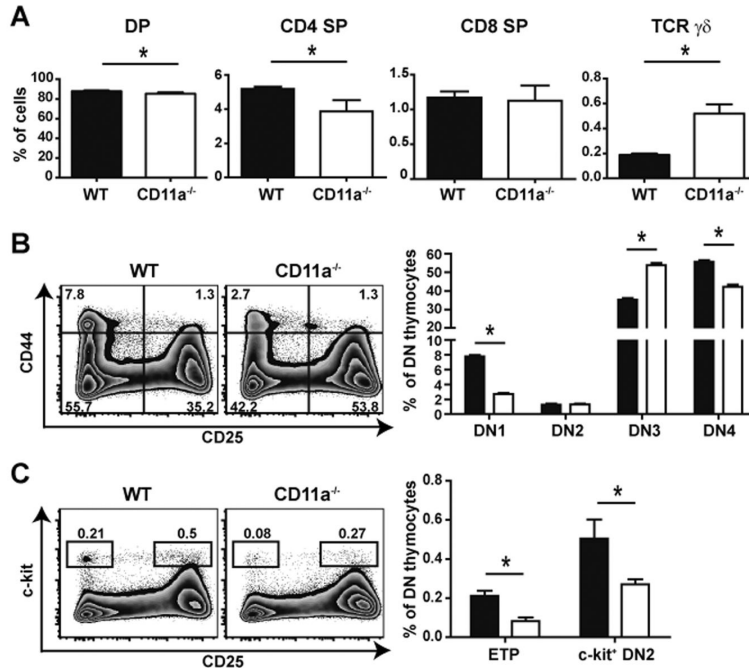 A
DP
CD4 SP
CD8 SP
TCR γδ
% of cells
100
80
60
40
20
0
*
WT
CD11a-/-
6
4
2
0
*
WT
CD11a-/-
1.5
1.0
0.5
0
WT
CD11a-/-
0.8
0.6
0.4
0.2
0.0
*
WT
CD11a-/-
B
WT
CD11a-/-
CD44
7.8
1.3
55.7
35.2
2.7
1.3
42.2
53.8
CD25
% of DN thymocytes
60
50
40
30
20
8
6
4
2
0
*
*
*
DN1
DN2
DN3
DN4
C
WT
CD11a-/-
c-kit
0.21
0.5
0.08
0.27
CD25
% of DN thymocytes
0.8
0.6
0.4
0.2
0.0
*
*
ETP
c-kit+ DN2